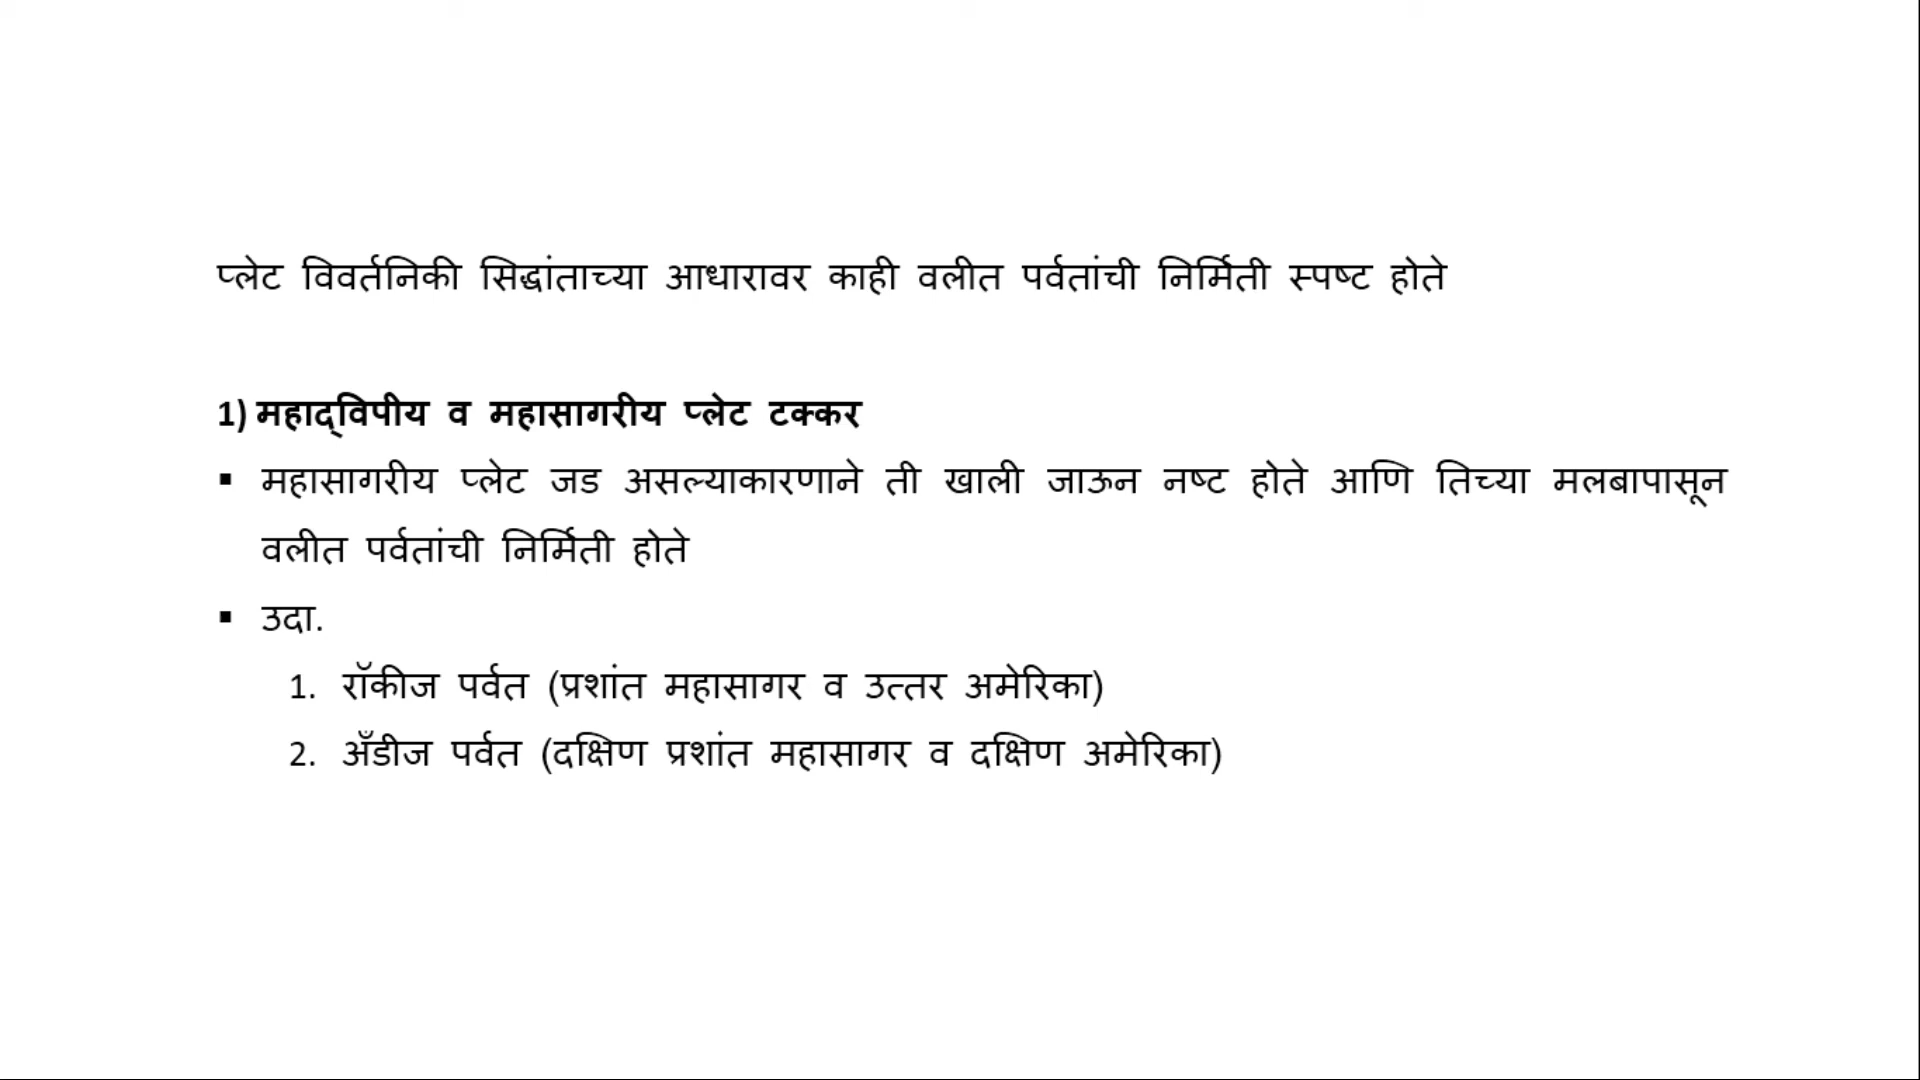 प्लेट विवर्तनिकी सिद्धांताच्या आधारावर काही वलीत पर्वतांची निर्मिती स्पष्ट होते
1) महाद्‌विपीय व महासागरीय प्लेट टक्कर
▪ महासागरीय प्लेट जड असल्याकारणाने ती खाली जाऊन नष्ट होते आणि तिच्या मलबापासून
वलीत पर्वतांची निर्मिती होते
▪ उदा.
1. रॉकीज पर्वत (प्रशांत महासागर व उत्तर अमेरिका)
2. अँडीज पर्वत (दक्षिण प्रशांत महासागर व दक्षिण अमेरिका)